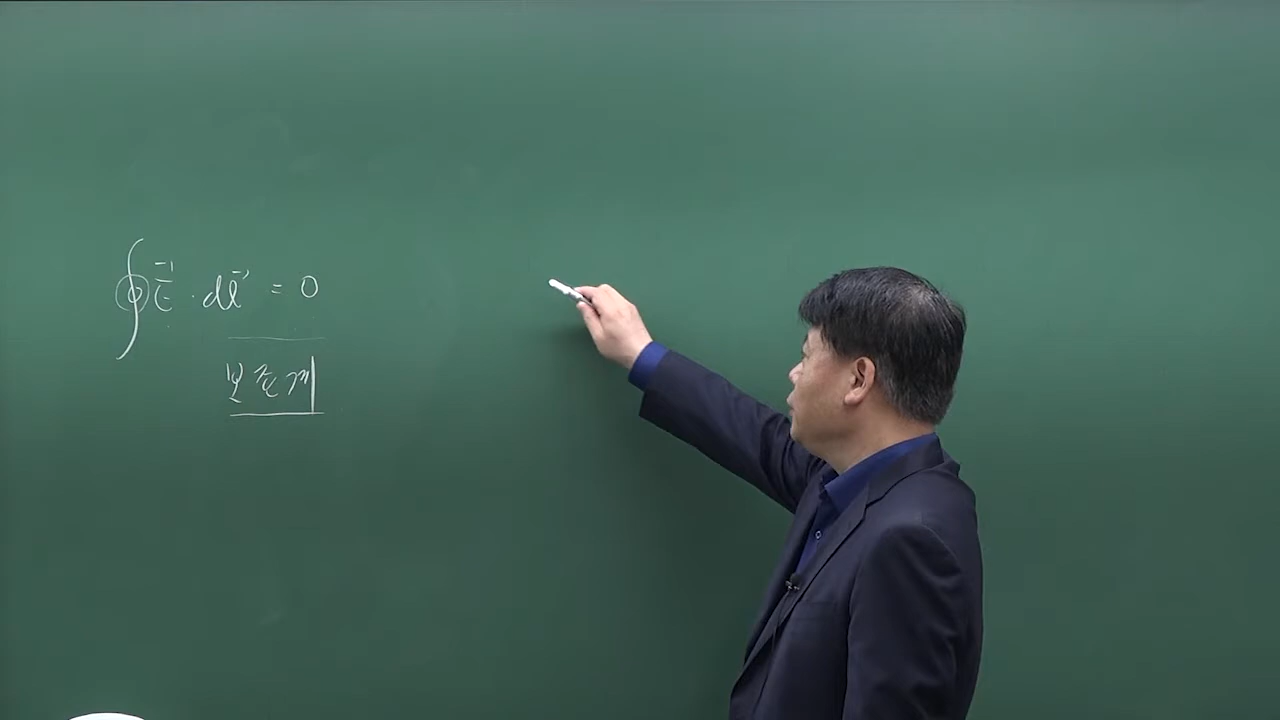 ∮ E⃗ · dl⃗ = 0
보존계